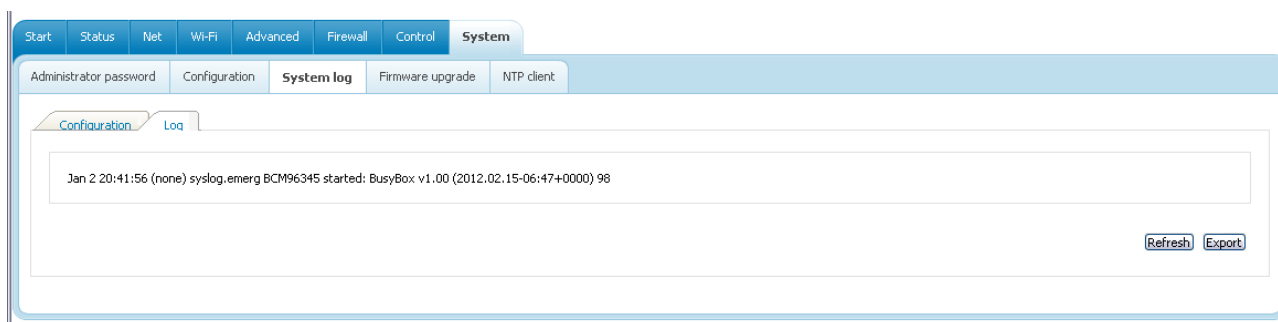 Start Status Net Wi-Fi Advanced Firewall Control System
Administrator password Configuration System log Firmware upgrade NTP client
Configuration Log
Jan 2 20:41:56 (none) syslog.emerg BCM96345 started: BusyBox v1.00 (2012.02.15-06:47+0000) 98
Refresh Export